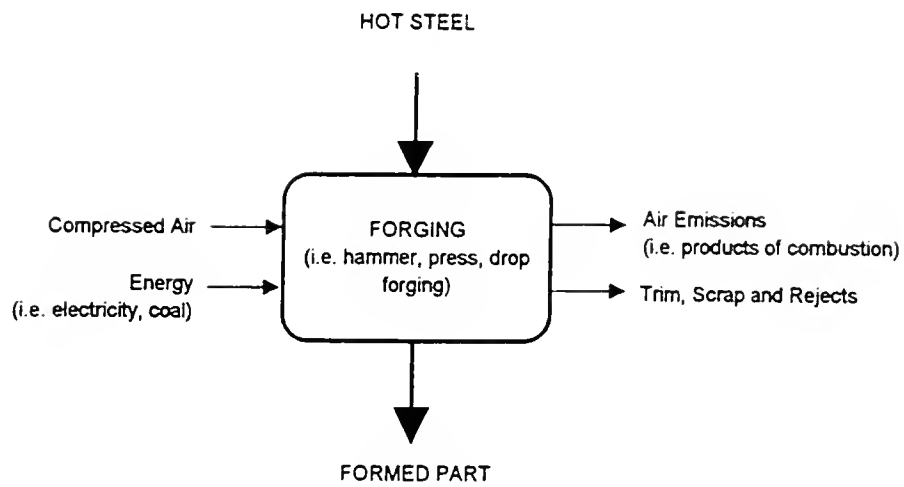 HOT STEEL
Compressed Air
Energy
(i.e. electricity, coal)
FORGING
(i.e. hammer, press, drop
forging)
Air Emissions
(i.e. products of combustion)
Trim, Scrap and Rejects
FORMED PART